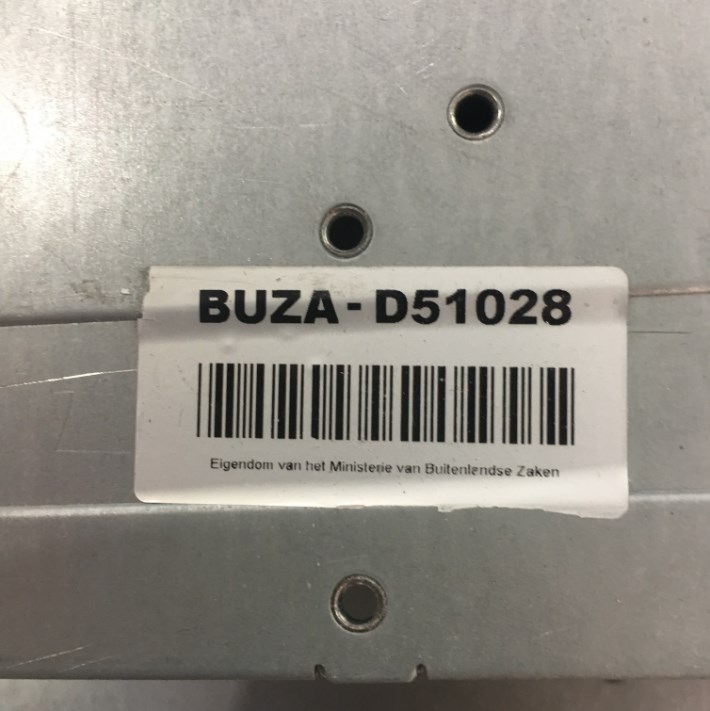 BUZA - D51028
Eigendom van het Ministerie van Buitenlandse Zaken